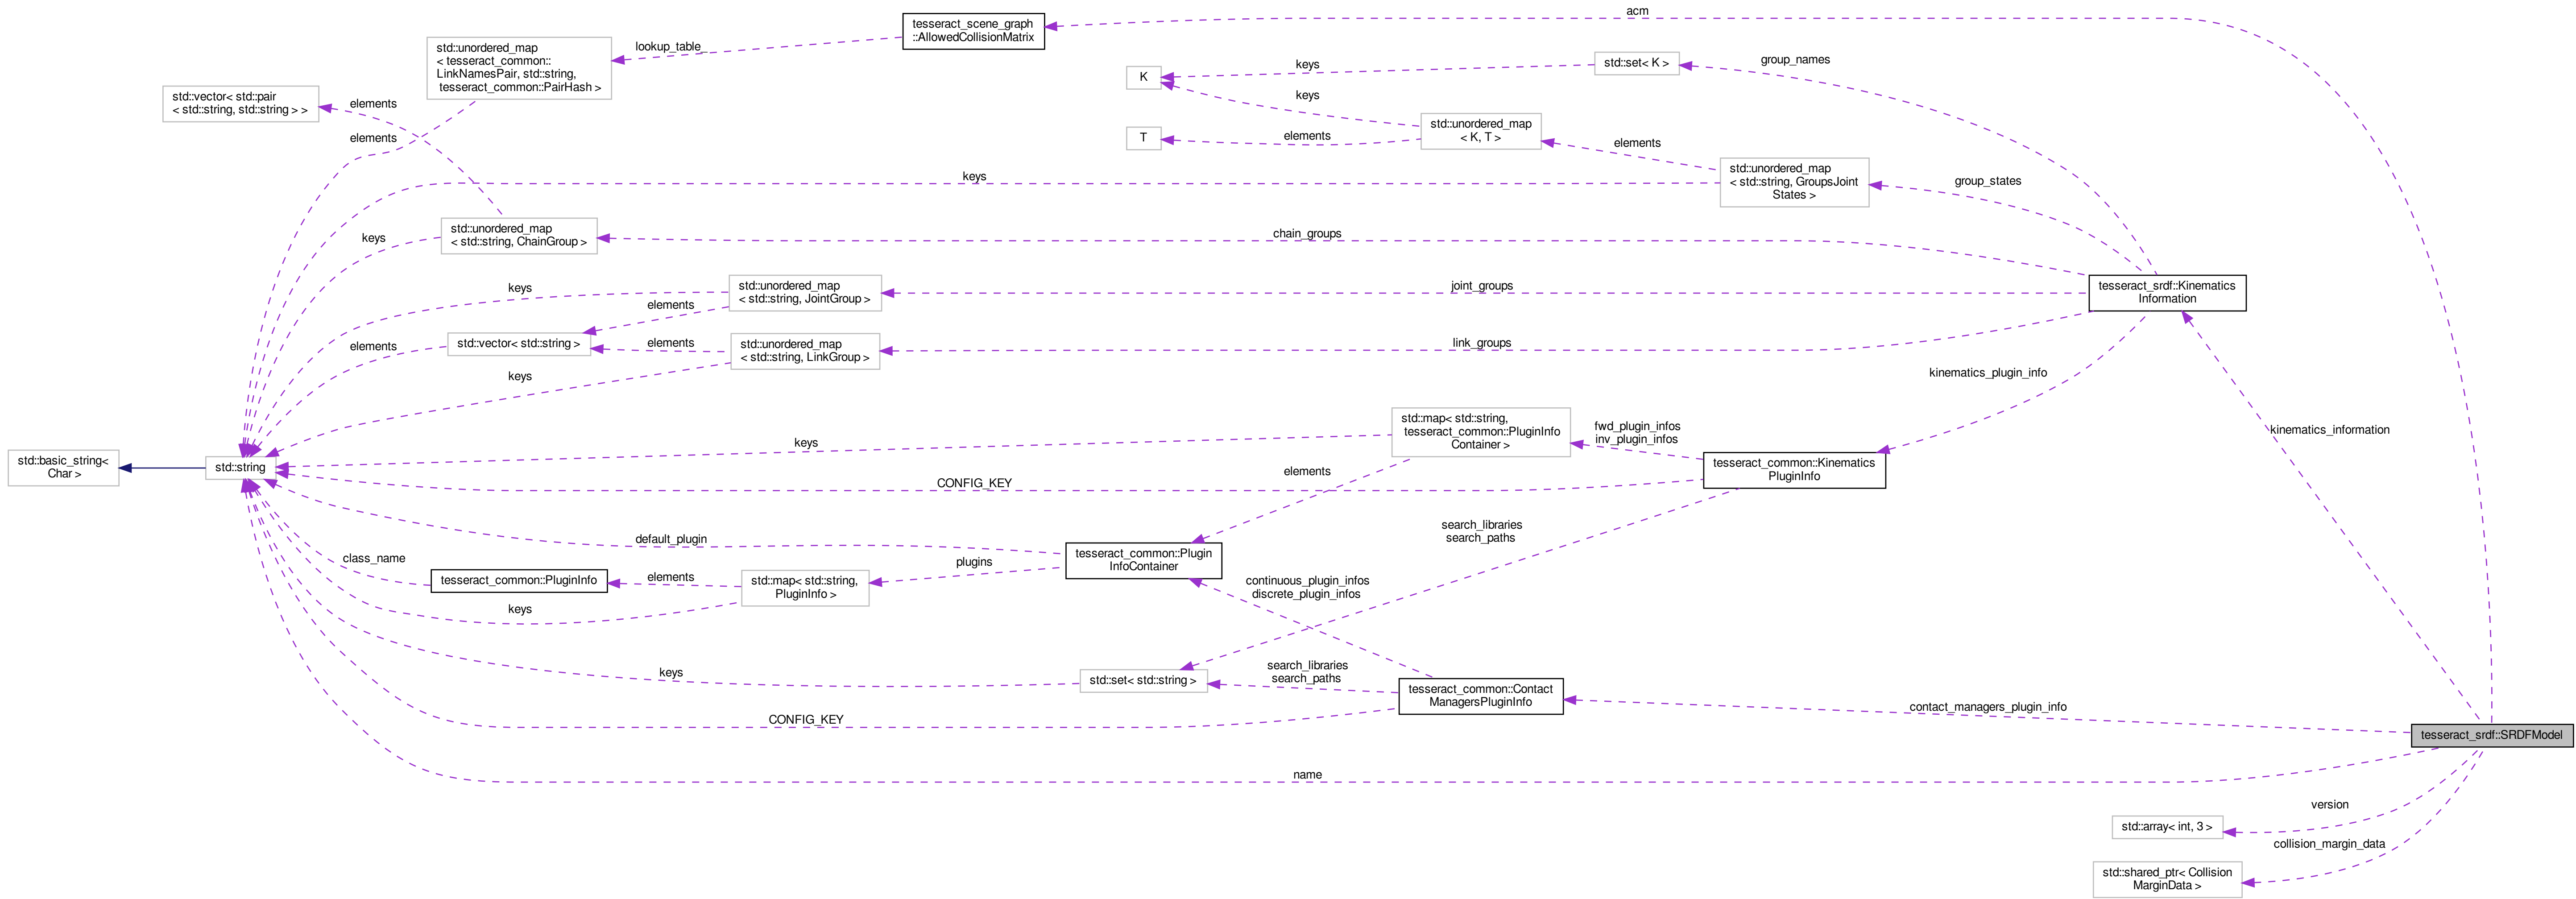 acm
tesseract_scene_graph
::AllowedCollisionMatrix
std::unordered_map
< tesseract_common::
LinkNamesPair, std::string,
tesseract_common::PairHash >
lookup_table
std::set< K >
group_names
K
keys
keys
std::vector< std::pair
< std::string, std::string > >
elements
elements
T
elements
std::unordered_map
< K, T >
elements
std::unordered_map
< std::string, GroupsJoint
States >
group_states
keys
std::unordered_map
< std::string, ChainGroup >
keys
chain_groups
tesseract_srdf::Kinematics
Information
std::unordered_map
< std::string, JointGroup >
joint_groups
keys
elements
std::vector< std::string >
elements
elements
std::unordered_map
< std::string, LinkGroup >
link_groups
keys
kinematics_plugin_info
std::map< std::string,
tesseract_common::PluginInfo
Container >
fwd_plugin_infos
inv_plugin_infos
kinematics_information
keys
std::basic_string<
Char >
std::string
elements
tesseract_common::Kinematics
PluginInfo
CONFIG_KEY
search_libraries
search_paths
default_plugin
tesseract_common::Plugin
InfoContainer
class_name
tesseract_common::PluginInfo
elements
std::map< std::string,
PluginInfo >
plugins
continuous_plugin_infos
discrete_plugin_infos
keys
keys
std::set< std::string >
search_libraries
search_paths
tesseract_common::Contact
ManagersPluginInfo
contact_managers_plugin_info
CONFIG_KEY
tesseract_srdf::SRDFModel
name
version
std::array< int, 3 >
collision_margin_data
std::shared_ptr< Collision
MarginData >